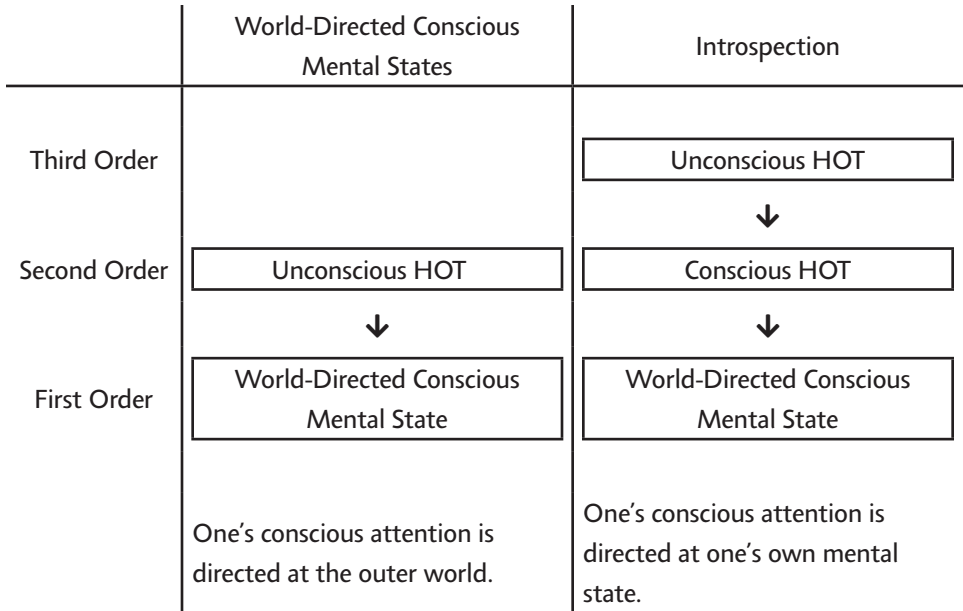 World-Directed Conscious
Mental States
Introspection
Third Order
Unconscious HOT
Second Order
Unconscious HOT
Conscious HOT
First Order
World-Directed Conscious
Mental State
World-Directed Conscious
Mental State
One’s conscious attention is
directed at the outer world.
One’s conscious attention is
directed at one’s own mental
state.